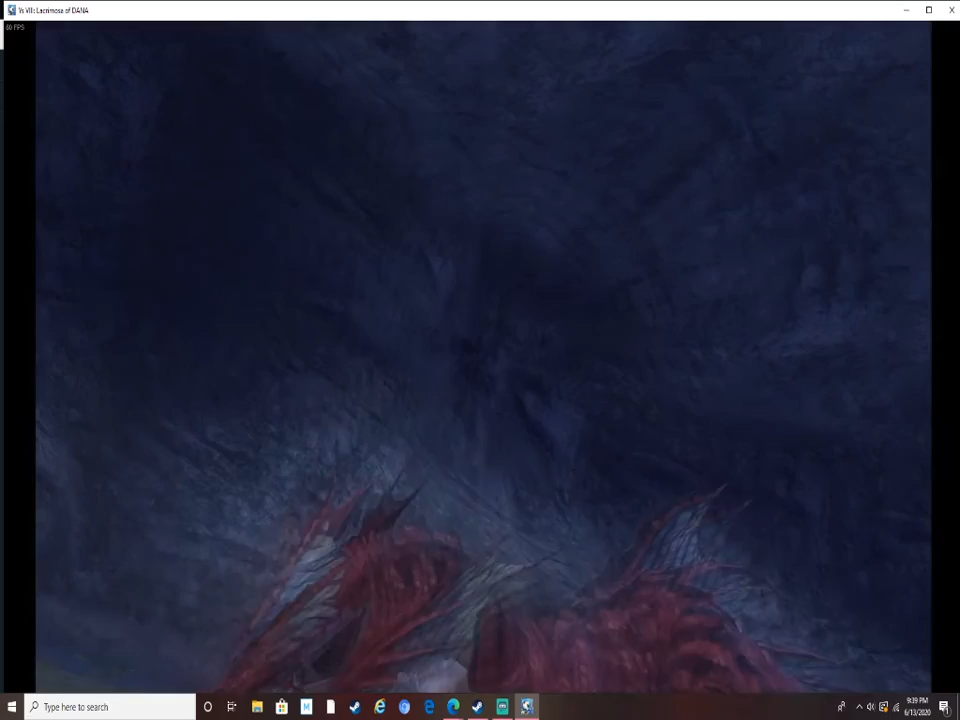 Ys VIII: Lacrimosa of DANA
60 FPS
Type here to search
9:39 PM
6/13/2020